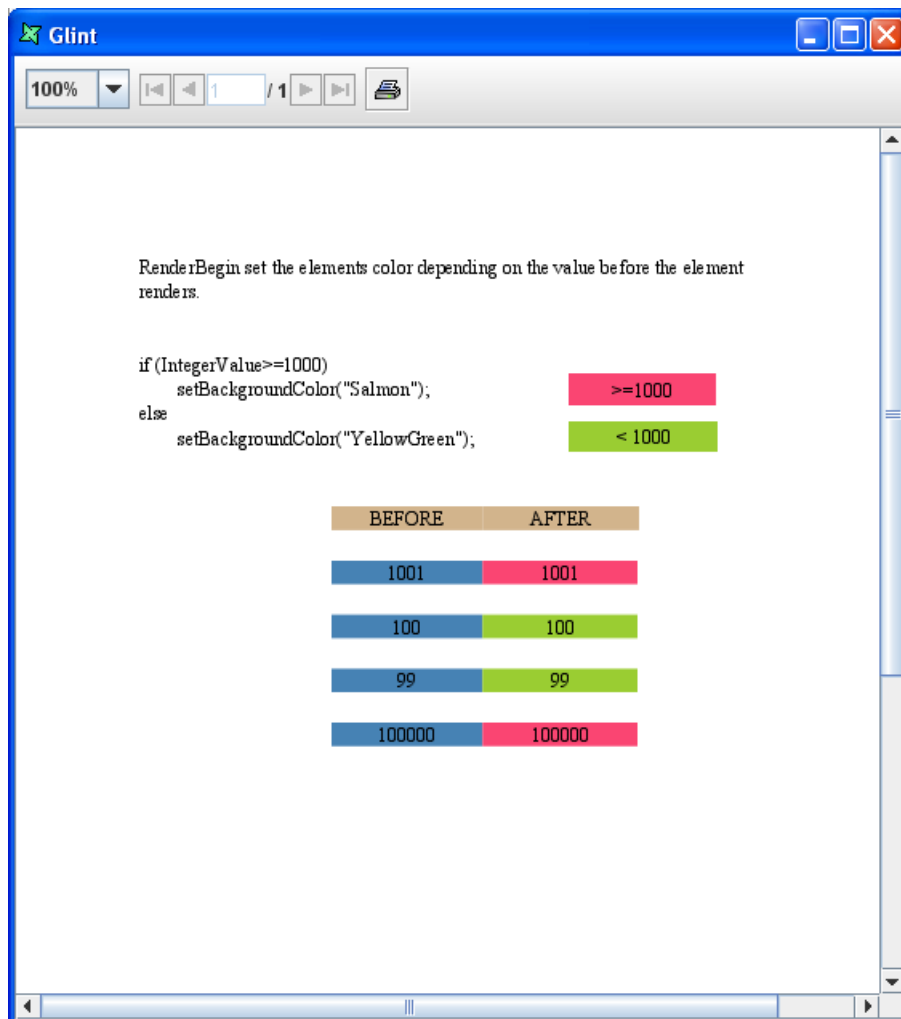 Glint
100% 1 / 1
RenderBegin set the elements color depending on the value before the element
renders.
if (IntegerValue>=1000)
setBackgroundColor("Salmon"); >=1000
else
setBackgroundColor("YellowGreen"); < 1000
BEFORE AFTER
1001 1001
100 100
99 99
100000 100000